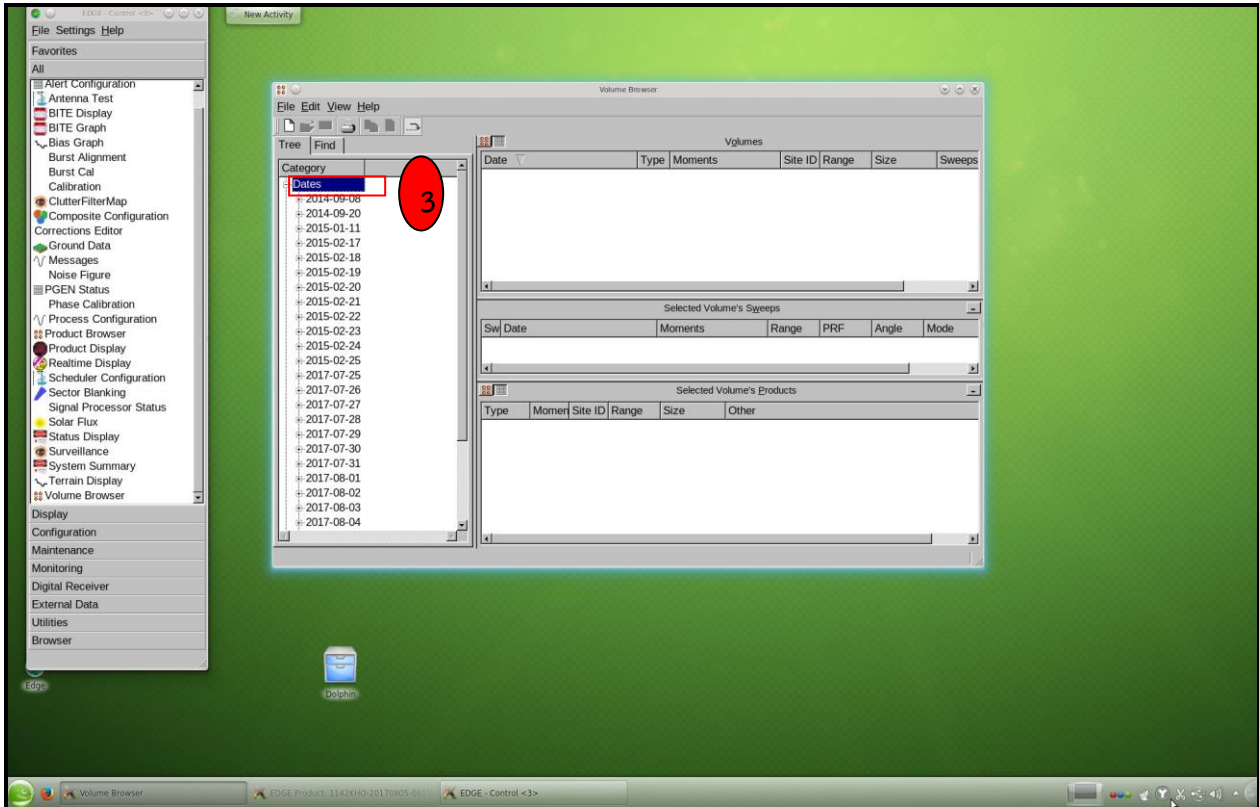 EDGE - Control <3>
New Activity
File Settings Help
Favorites
All
Alert Configuration
Antenna Test
BITE Display
BITE Graph
Bias Graph
Burst Alignment
Burst Cal
Calibration
ClutterFilterMap
Composite Configuration
Corrections Editor
Ground Data
Messages
Noise Figure
PGEN Status
Phase Calibration
Process Configuration
Product Browser
Product Display
Realtime Display
Scheduler Configuration
Sector Blanking
Signal Processor Status
Solar Flux
Status Display
Surveillance
System Summary
Terrain Display
Volume Browser
Display
Configuration
Maintenance
Monitoring
Digital Receiver
External Data
Utilities
Browser
Volume Browser
File Edit View Help
Tree Find
Category
Dates
3
2014-09-08
2014-09-20
2015-01-11
2015-02-17
2015-02-18
2015-02-19
2015-02-20
2015-02-21
2015-02-22
2015-02-23
2015-02-24
2015-02-25
2017-07-25
2017-07-26
2017-07-27
2017-07-28
2017-07-29
2017-07-30
2017-07-31
2017-08-01
2017-08-02
2017-08-03
2017-08-04
Volumes
Date Type Moments Site ID Range Size Sweeps
Selected Volume's Sweeps
Sw Date Moments Range PRF Angle Mode
Selected Volume's Products
Type Momen Site ID Range Size Other
Edge
Dolphin
Volume Browser
EDGE Product: 1142KHO-20170805-
EDGE - Control <3>